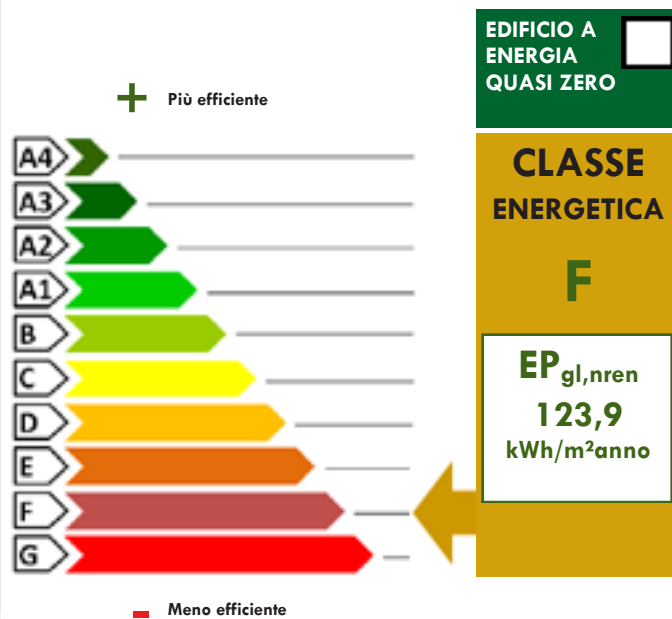 EDIFICIO A
ENERGIA
QUASI ZERO
+ Più efficiente
A4
A3
A2
A1
B
C
D
E
F
G
- Meno efficiente
CLASSE
ENERGETICA
F
EPgl,nren
123,9
kWh/m²anno